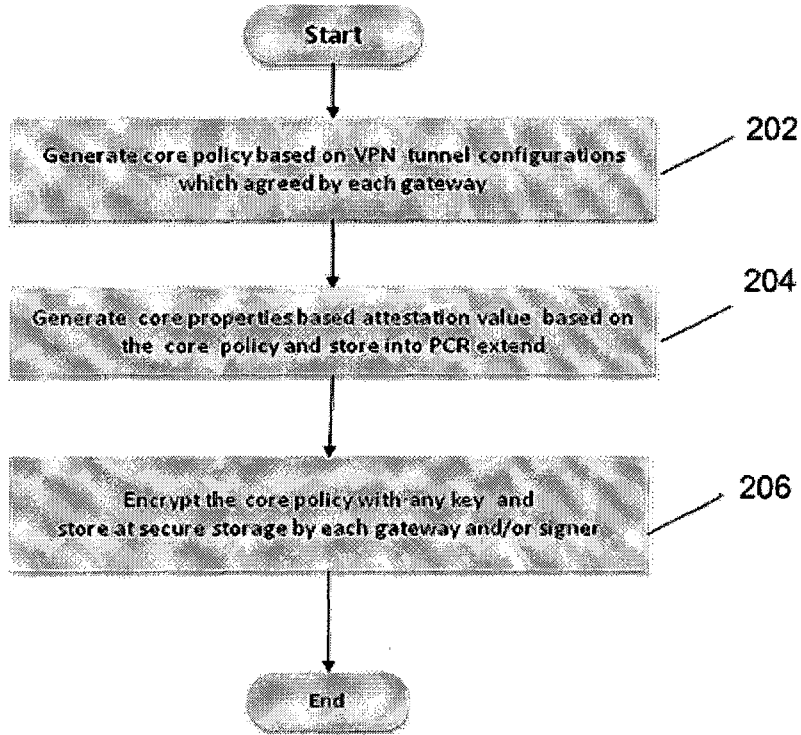 Start
Generate core policy based on VPN tunnel configurations
which agreed by each gateway
202
Generate core properties based attestation value based on
the core policy and store into PCR extend
204
Encrypt the core policy with any key and
store at secure storage by each gateway and/or signer
206
End